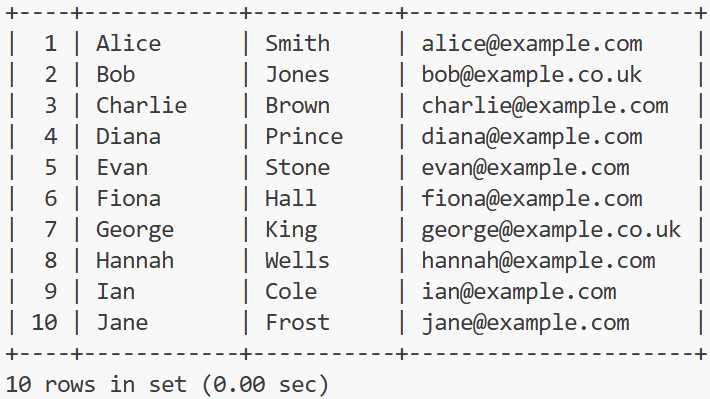 +----+------------+-----------+----------------------+
|  1 | Alice      | Smith     | alice@example.com    |
|  2 | Bob        | Jones     | bob@example.co.uk    |
|  3 | Charlie    | Brown     | charlie@example.com  |
|  4 | Diana      | Prince    | diana@example.com    |
|  5 | Evan       | Stone     | evan@example.com     |
|  6 | Fiona      | Hall      | fiona@example.com    |
|  7 | George     | King      | george@example.co.uk |
|  8 | Hannah     | Wells     | hannah@example.com   |
|  9 | Ian        | Cole      | ian@example.com      |
| 10 | Jane       | Frost     | jane@example.com     |
+----+------------+-----------+----------------------+
10 rows in set (0.00 sec)